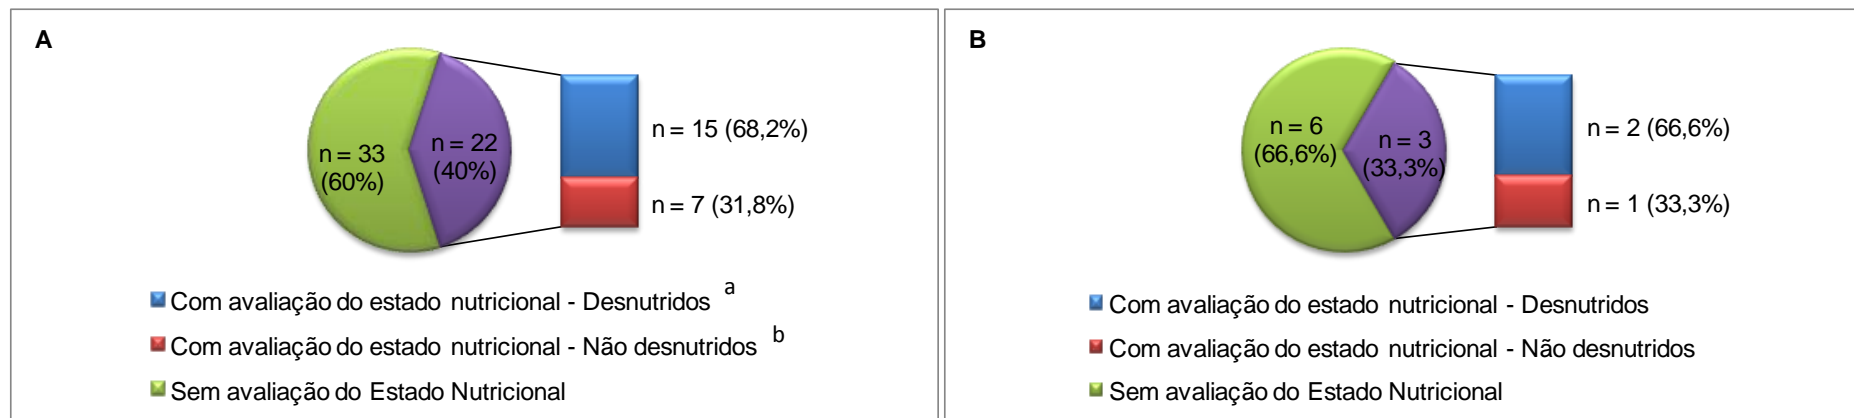 A
n = 33
(60%)
n = 22
(40%)
n = 15 (68,2%)
n = 7 (31,8%)
Com avaliação do estado nutricional - Desnutridos a
Com avaliação do estado nutricional - Não desnutridos b
Sem avaliação do Estado Nutricional
B
n = 6
(66,6%)
n = 3
(33,3%)
n = 2 (66,6%)
n = 1 (33,3%)
Com avaliação do estado nutricional - Desnutridos
Com avaliação do estado nutricional - Não desnutridos
Sem avaliação do Estado Nutricional